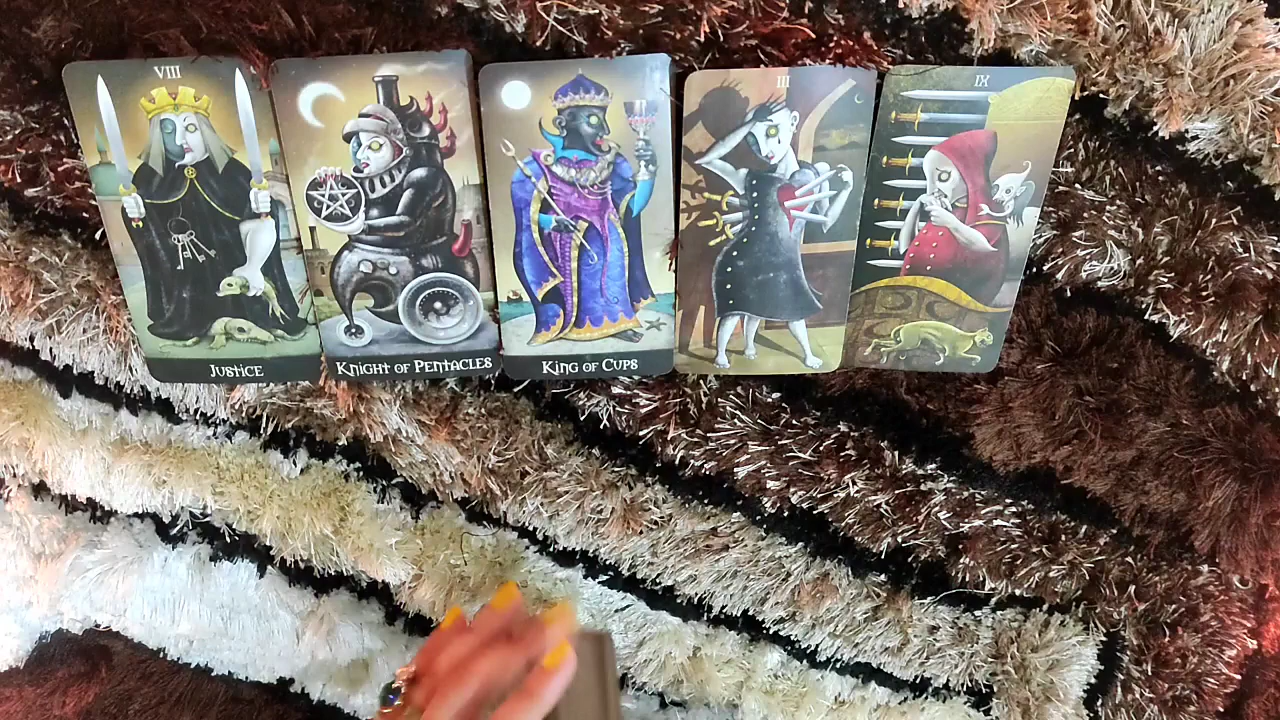 VIII
JUSTICE
KNIGHT OF PENTACLES
KING OF CUPS
III
IX